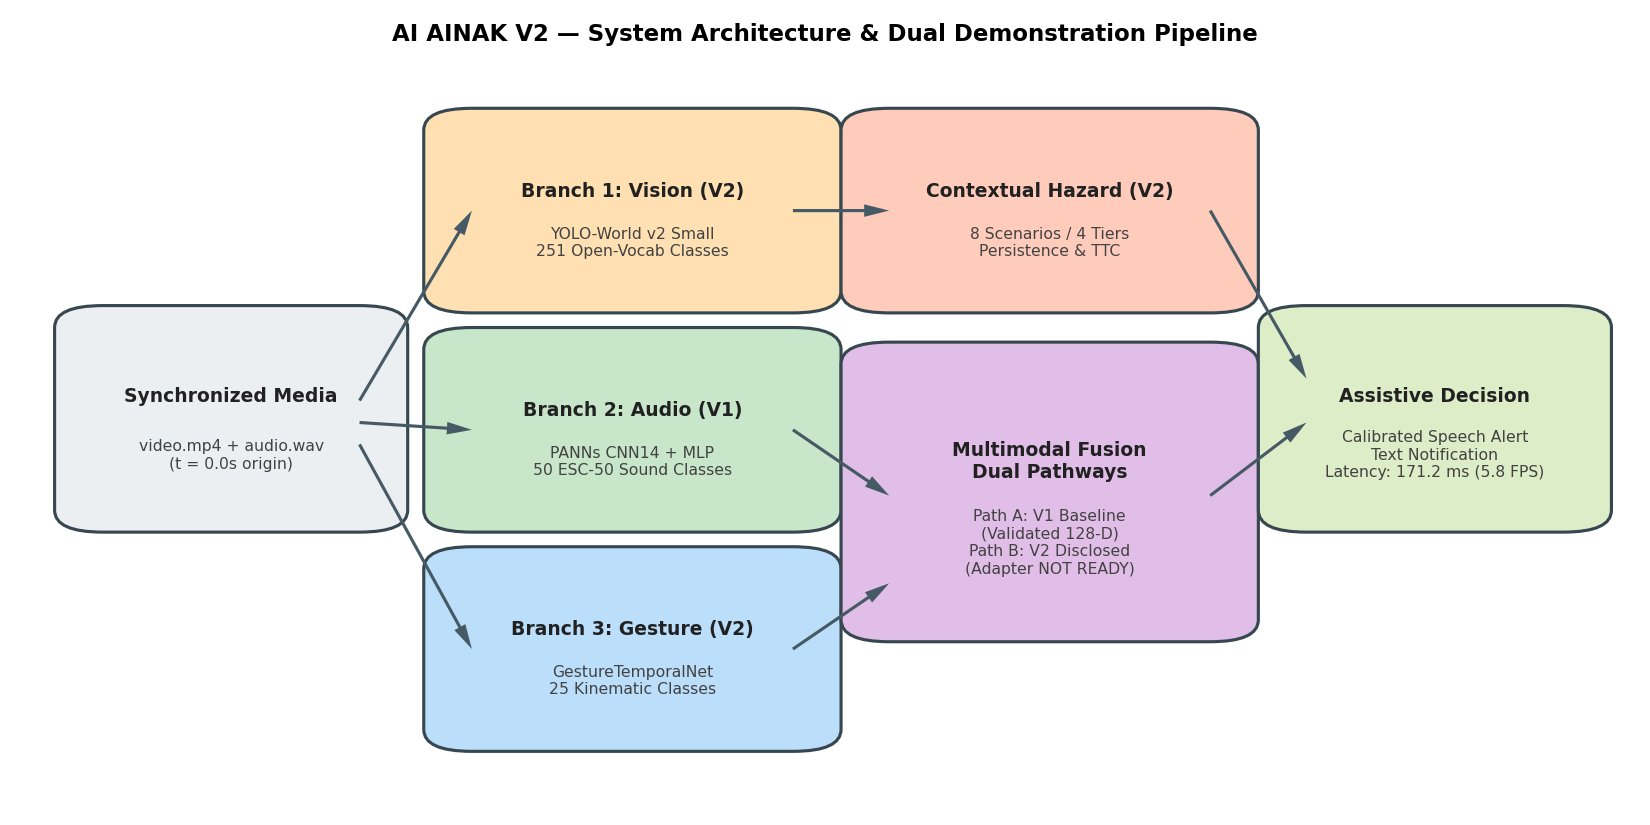 AI AINAK V2 — System Architecture & Dual Demonstration Pipeline
Synchronized Media
video.mp4 + audio.wav
(t = 0.0s origin)
Branch 1: Vision (V2)
YOLO-World v2 Small
251 Open-Vocab Classes
Branch 2: Audio (V1)
PANNs CNN14 + MLP
50 ESC-50 Sound Classes
Branch 3: Gesture (V2)
GestureTemporalNet
25 Kinematic Classes
Contextual Hazard (V2)
8 Scenarios / 4 Tiers
Persistence & TTC
Multimodal Fusion
Dual Pathways
Path A: V1 Baseline
(Validated 128-D)
Path B: V2 Disclosed
(Adapter NOT READY)
Assistive Decision
Calibrated Speech Alert
Text Notification
Latency: 171.2 ms (5.8 FPS)